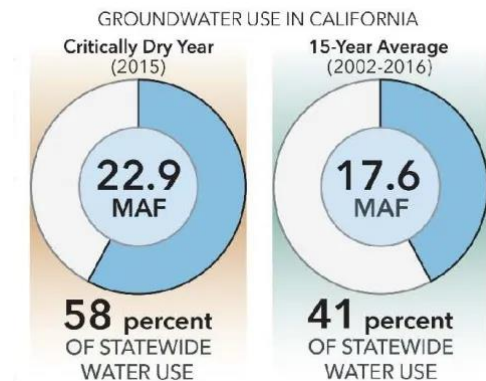 GROUNDWATER USE IN CALIFORNIA
Critically Dry Year
(2015)
22.9
MAF
58 percent
OF STATEWIDE
WATER USE
15-Year Average
(2002-2016)
17.6
MAF
41 percent
OF STATEWIDE
WATER USE